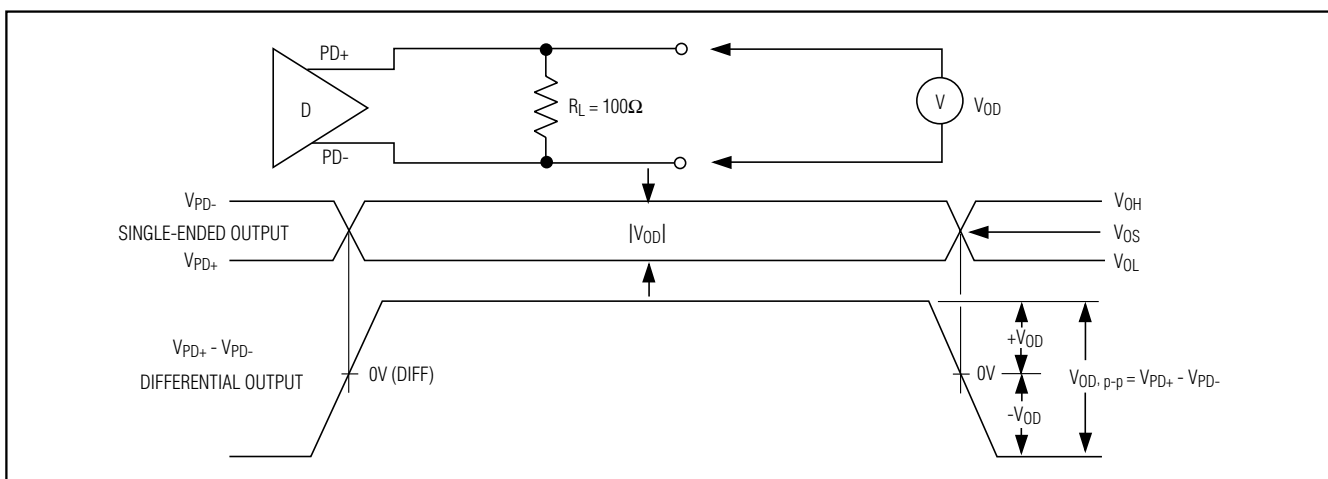 PD+
D
R_L = 100Ω
V
V_OD
PD-
V_PD-
V_OH
SINGLE-ENDED OUTPUT
|V_OD|
V_OS
V_PD+
V_OL
V_PD+ - V_PD-
DIFFERENTIAL OUTPUT
0V (DIFF)
0V
+V_OD
-V_OD
V_OD, p-p = V_PD+ - V_PD-